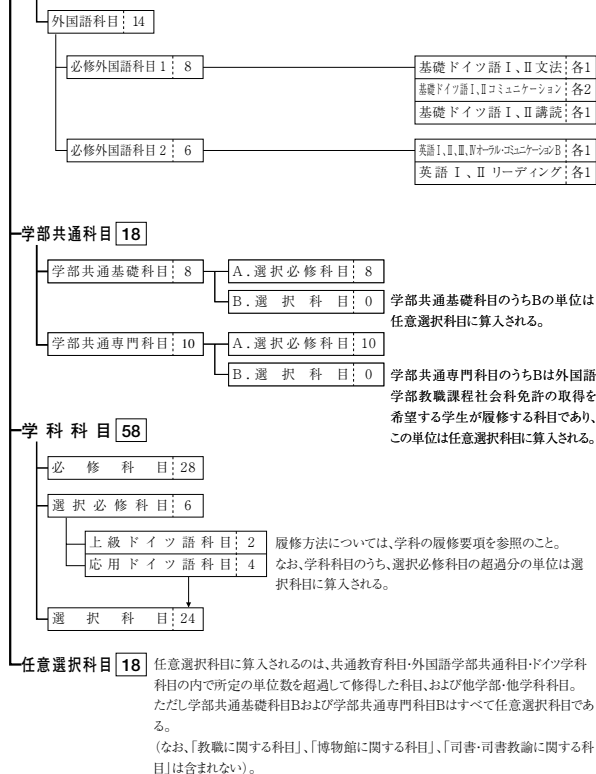 外国語科目 14
必修外国語科目1 8
基礎ドイツ語Ⅰ、Ⅱ文法 各1
基礎ドイツ語Ⅰ、Ⅱコミュニケーション 各2
基礎ドイツ語Ⅰ、Ⅱ講読 各1
必修外国語科目2 6
英語Ⅰ、Ⅱ、Ⅲ、Ⅳオーラル・コミュニケーションB 各1
英語Ⅰ、Ⅱ リーディング 各1
学部共通科目 18
学部共通基礎科目 8
A.選択必修科目 8
B.選択科目 0
学部共通基礎科目のうちBの単位は
任意選択科目に算入される。
学部共通専門科目 10
A.選択必修科目 10
B.選択科目 0
学部共通専門科目のうちBは外国語
学部教職課程社会科免許の取得を
希望する学生が履修する科目であり、
この単位は任意選択科目に算入される。
学科科目 58
必修科目 28
選択必修科目 6
上級ドイツ語科目 2
応用ドイツ語科目 4
履修方法については、学科の履修要項を参照のこと。
なお、学科科目のうち、選択必修科目の超過分の単位は選
択科目に算入される。
選択科目 24
任意選択科目 18
任意選択科目に算入されるのは、共通教育科目・外国語学部共通科目・ドイツ学科
科目の内で所定の単位数を超過して修得した科目、および他学部・他学科科目。
ただし学部共通基礎科目Bおよび学部共通専門科目Bはすべて任意選択科目であ
る。
(なお、「教職に関する科目」、「博物館に関する科目」、「司書・司書教諭に関する科
目」は含まれない)。